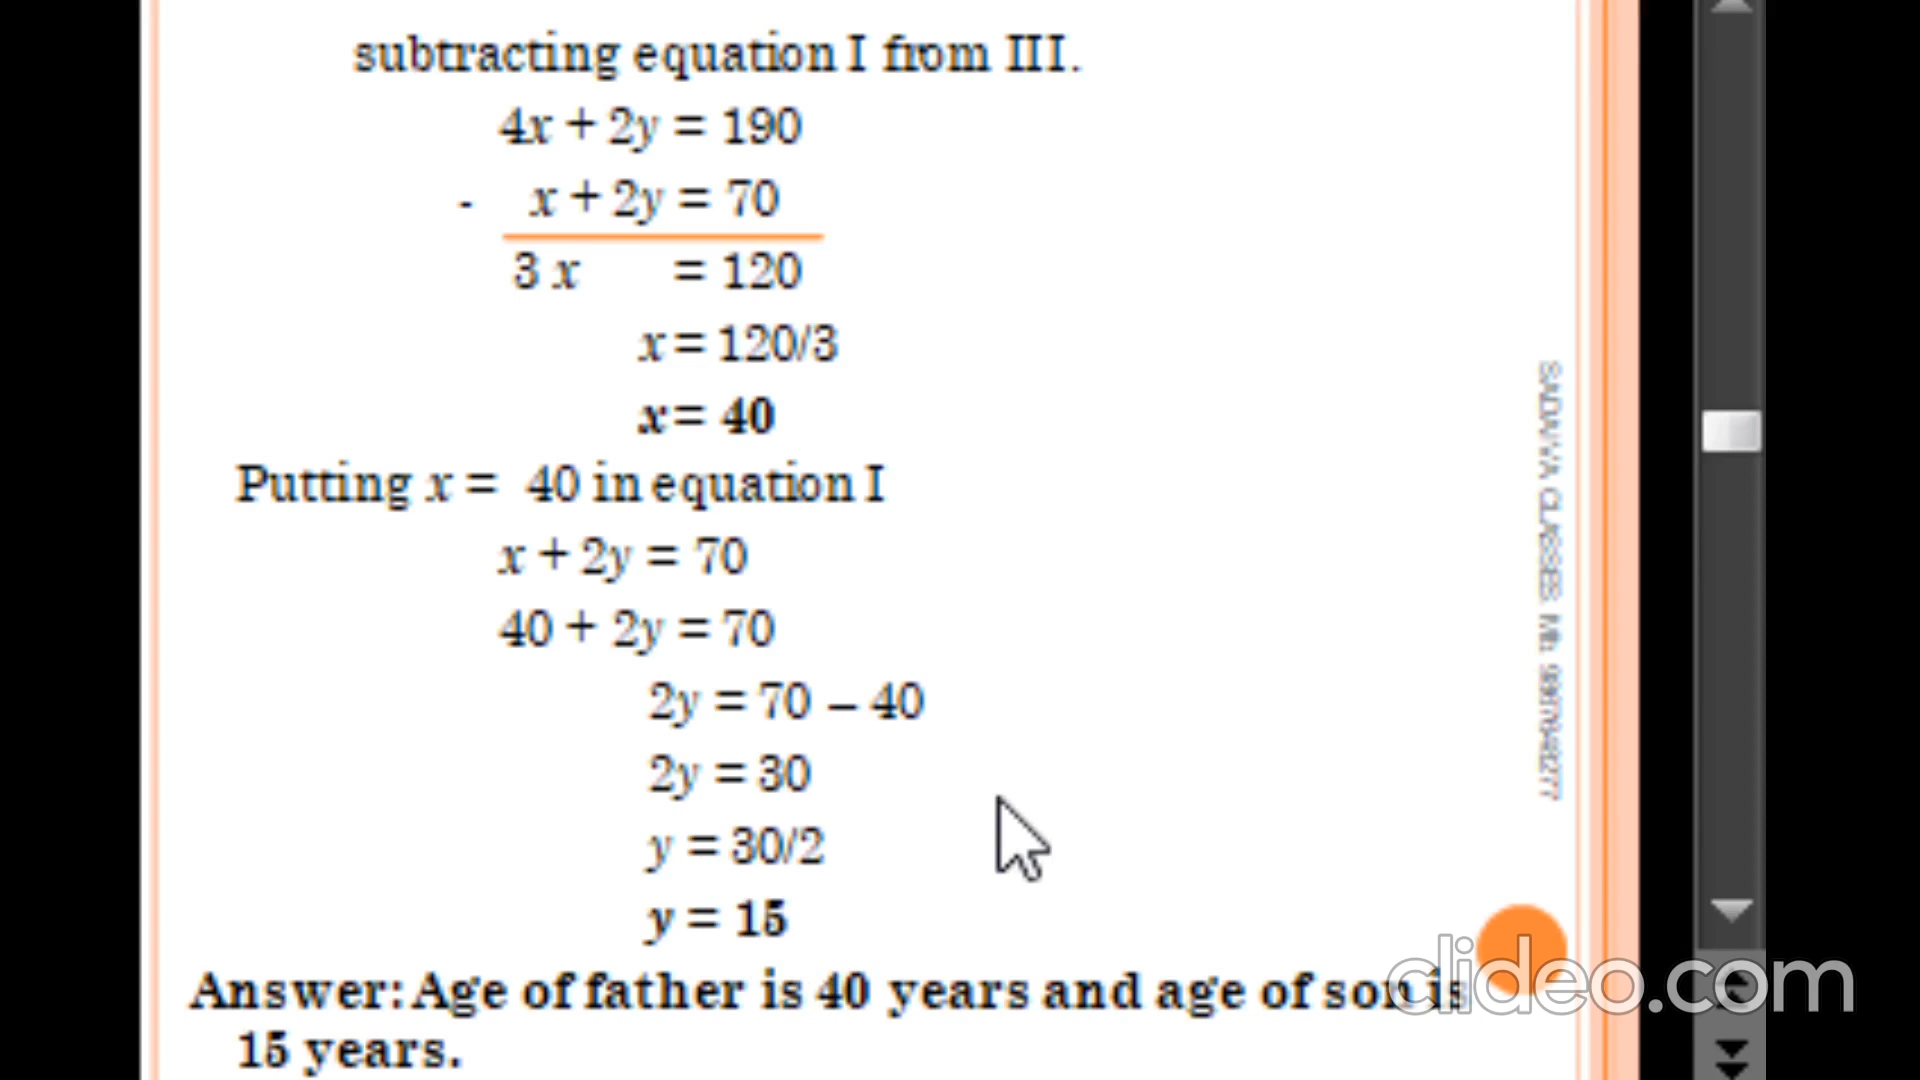 subtracting equation I from III.
4x + 2y = 190
- x + 2y = 70
3 x = 120
x = 120/3
x = 40
Putting x = 40 in equation I
x + 2y = 70
40 + 2y = 70
2y = 70 – 40
2y = 30
y = 30/2
y = 15
Answer: Age of father is 40 years and age of son is
15 years.
CLASSES
clideo.com